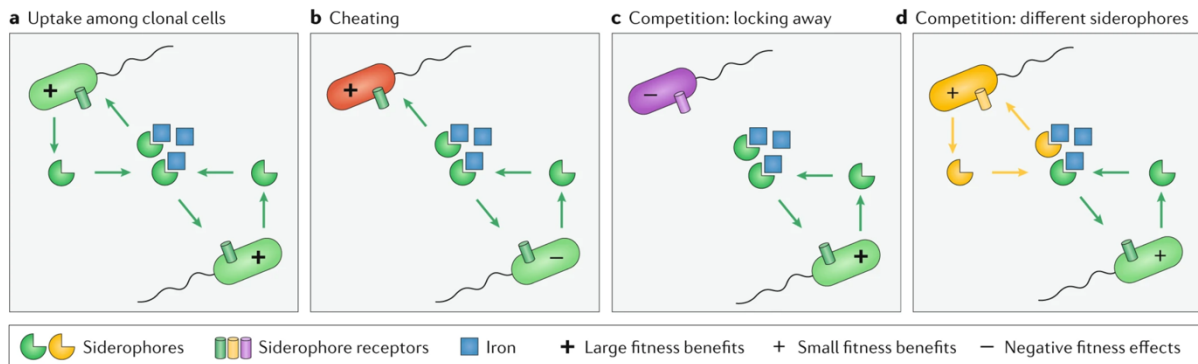 a Uptake among clonal cells
b Cheating
c Competition: locking away
d Competition: different siderophores
+
+
+
−
−
+
+
+
Siderophores
Siderophore receptors
Iron
+ Large fitness benefits
+ Small fitness benefits
− Negative fitness effects